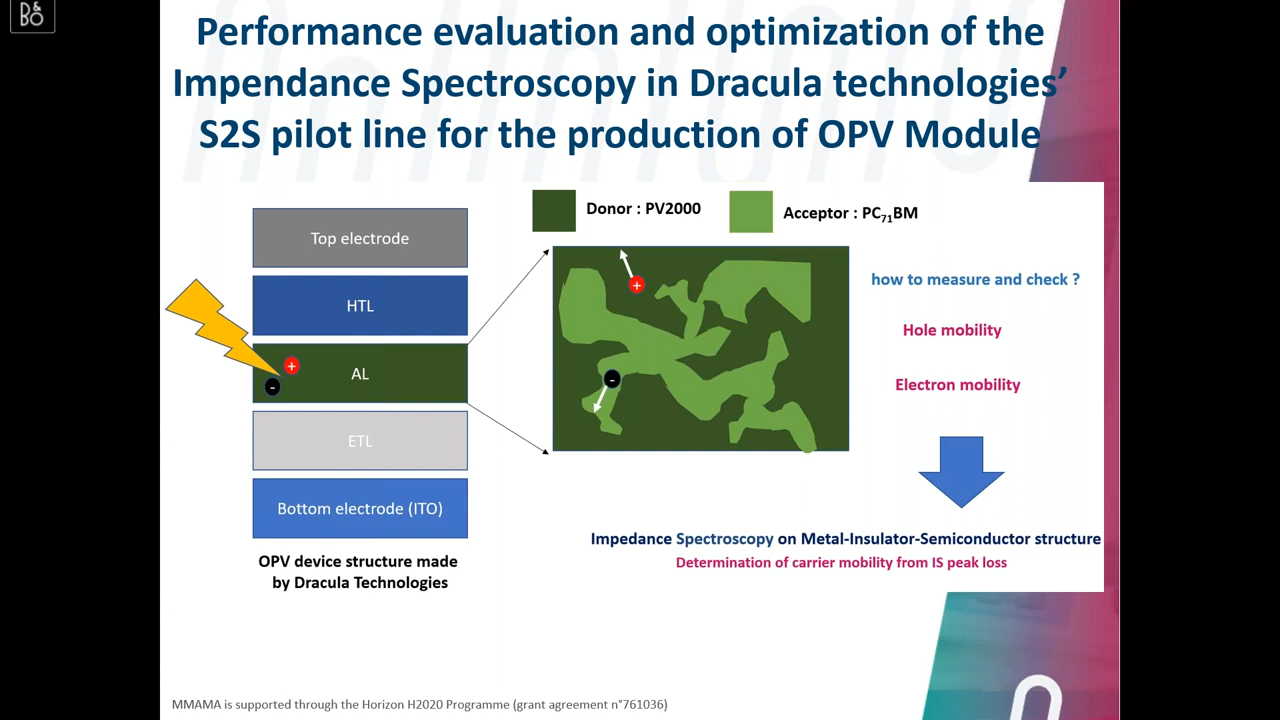 B&O
Performance evaluation and optimization of the
Impendance Spectroscopy in Dracula technologies’
S2S pilot line for the production of OPV Module
Donor : PV2000
Acceptor : PC71BM
Top electrode
HTL
AL
ETL
Bottom electrode (ITO)
+
-
+
-
OPV device structure made
by Dracula Technologies
how to measure and check ?
Hole mobility
Electron mobility
Impedance Spectroscopy on Metal-Insulator-Semiconductor structure
Determination of carrier mobility from IS peak loss
MMAMA is supported through the Horizon H2020 Programme (grant agreement n°761036)